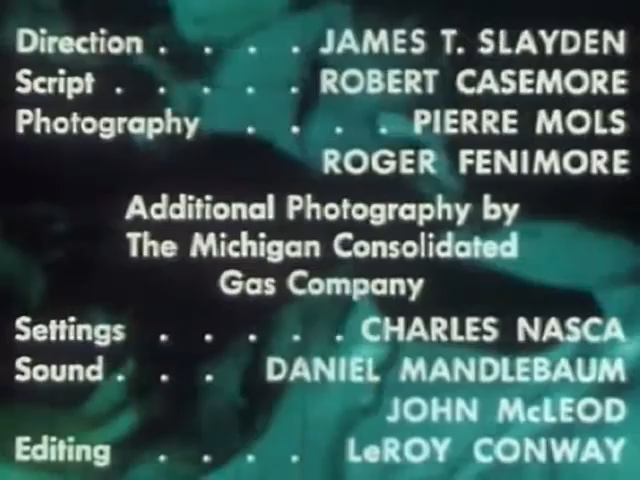 Direction . . . . JAMES T. SLAYDEN
Script . . . . . ROBERT CASEMORE
Photography . . . . PIERRE MOLS
ROGER FENIMORE
Additional Photography by
The Michigan Consolidated
Gas Company
Settings . . . . . CHARLES NASCA
Sound . . . DANIEL MANDLEBAUM
JOHN McLEOD
Editing . . . . LeROY CONWAY